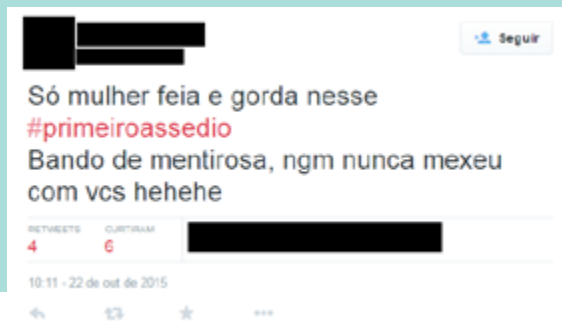 Seguir
Só mulher feia e gorda nesse
#primeiroassedio
Bando de mentirosa, ngm nunca mexeu
com vcs hehehe
RETWEETS CURTIRAM
4 6
10:11 - 22 de out de 2015